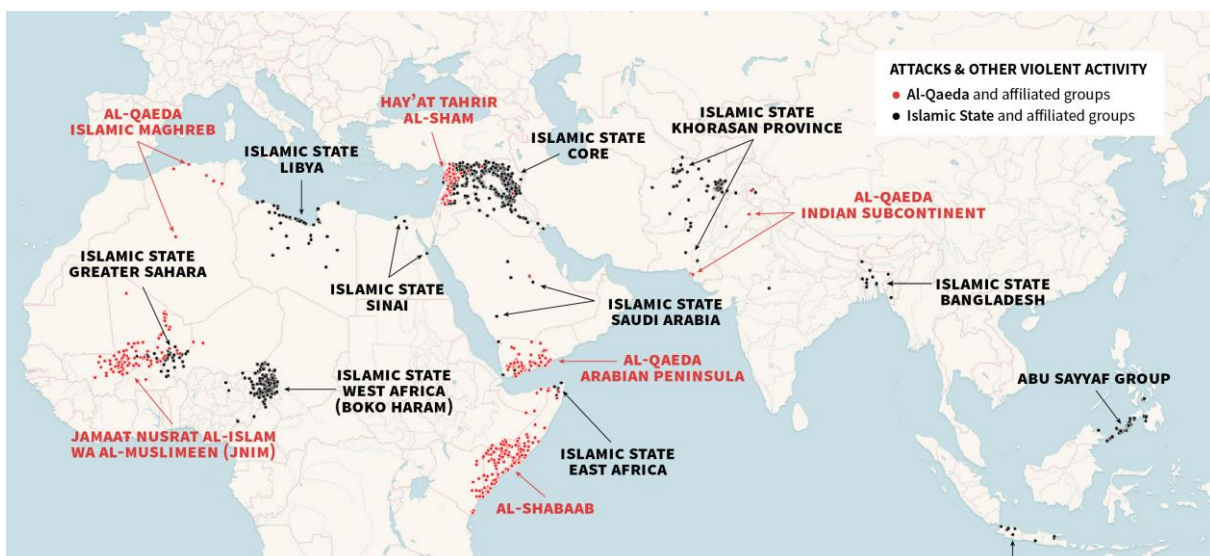 ATTACKS & OTHER VIOLENT ACTIVITY
Al-Qaeda and affiliated groups
Islamic State and affiliated groups
AL-QAEDA
ISLAMIC MAGHREB
HAY'AT TAHRIR
AL-SHAM
ISLAMIC STATE
KHORASAN PROVINCE
ISLAMIC STATE
LIBYA
ISLAMIC STATE
CORE
AL-QAEDA
INDIAN SUBCONTINENT
ISLAMIC STATE
GREATER SAHARA
ISLAMIC STATE
SINAI
ISLAMIC STATE
SAUDI ARABIA
ISLAMIC STATE
BANGLADESH
AL-QAEDA
ARABIAN PENINSULA
ISLAMIC STATE
WEST AFRICA
(BOKO HARAM)
ABU SAYYAF GROUP
JAMAAT NUSRAT AL-ISLAM
WA AL-MUSLIMEEN (JNIM)
ISLAMIC STATE
EAST AFRICA
AL-SHABAAB